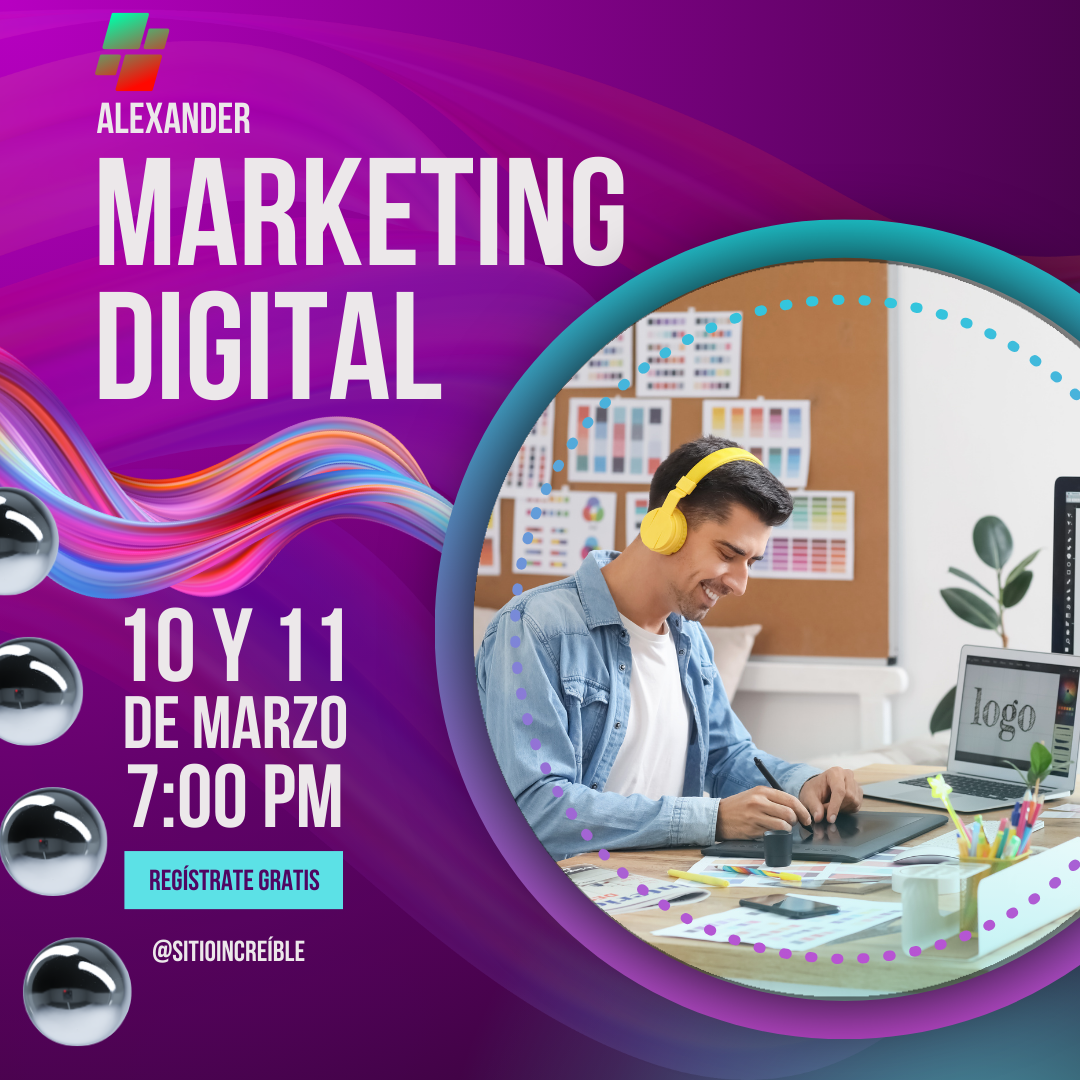 ALEXANDER
MARKETING
DIGITAL
10 Y 11
DE MARZO
7:00 PM
REGÍSTRATE GRATIS
@SITIOINCREÍBLE
logo